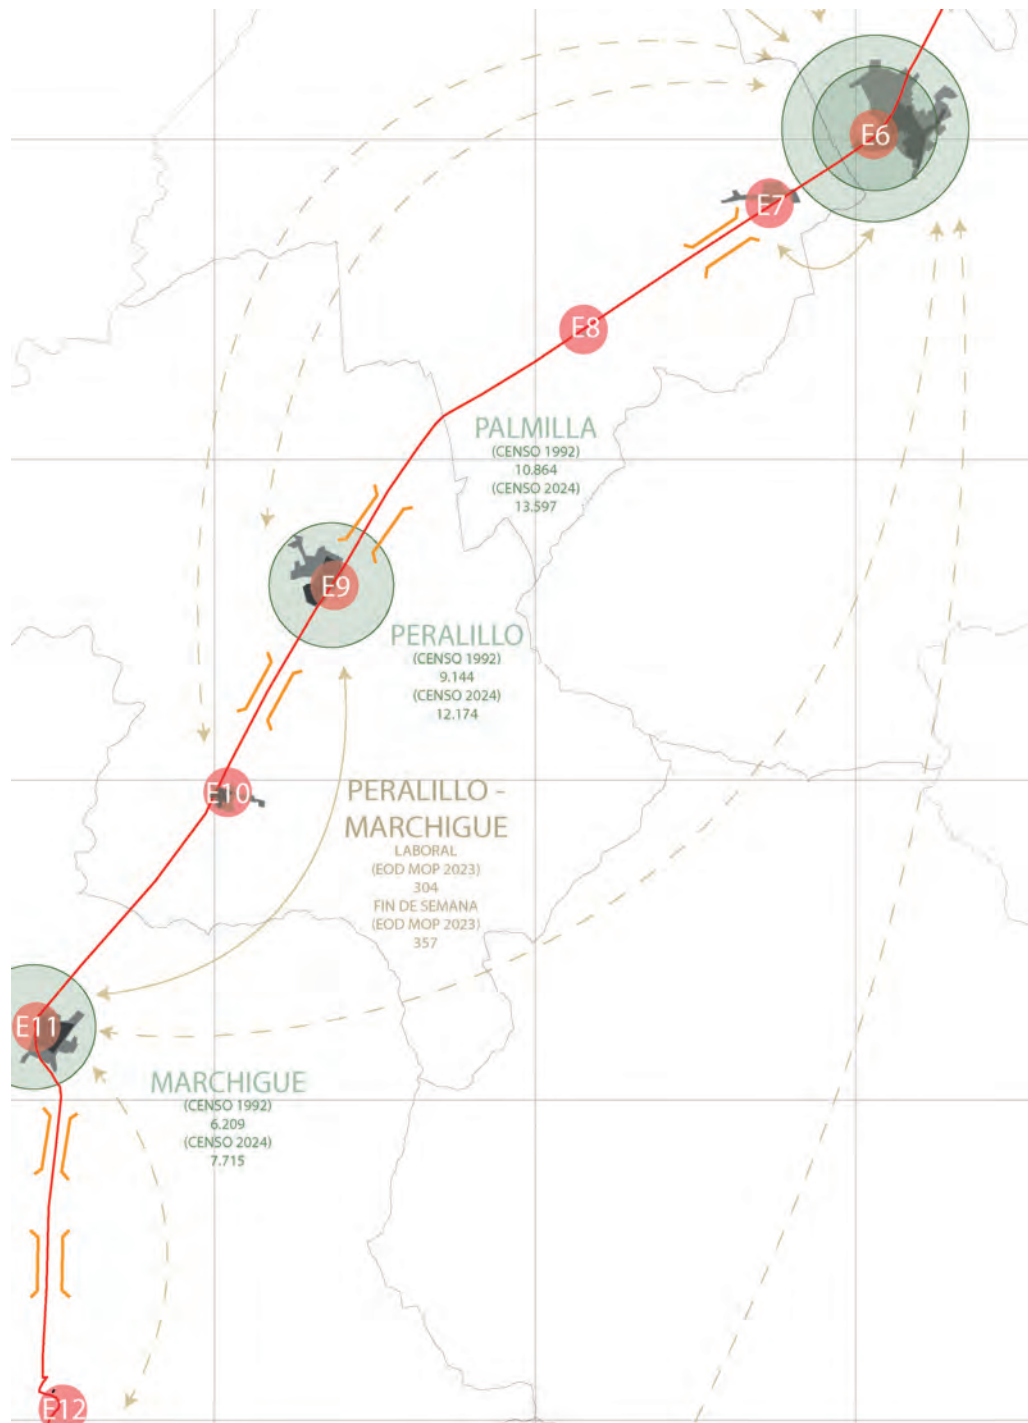 E6
E7
E8
PALMILLA
(CENSO 1992)
10.864
(CENSO 2024)
13.597
E9
PERALILLO
(CENSO 1992)
9.144
(CENSO 2024)
12.174
E10
PERALILLO -
MARCHIGUE
LABORAL
(EOD MOP 2023)
304
FIN DE SEMANA
(EOD MOP 2023)
357
E11
MARCHIGUE
(CENSO 1992)
6.209
(CENSO 2024)
7.715
E12